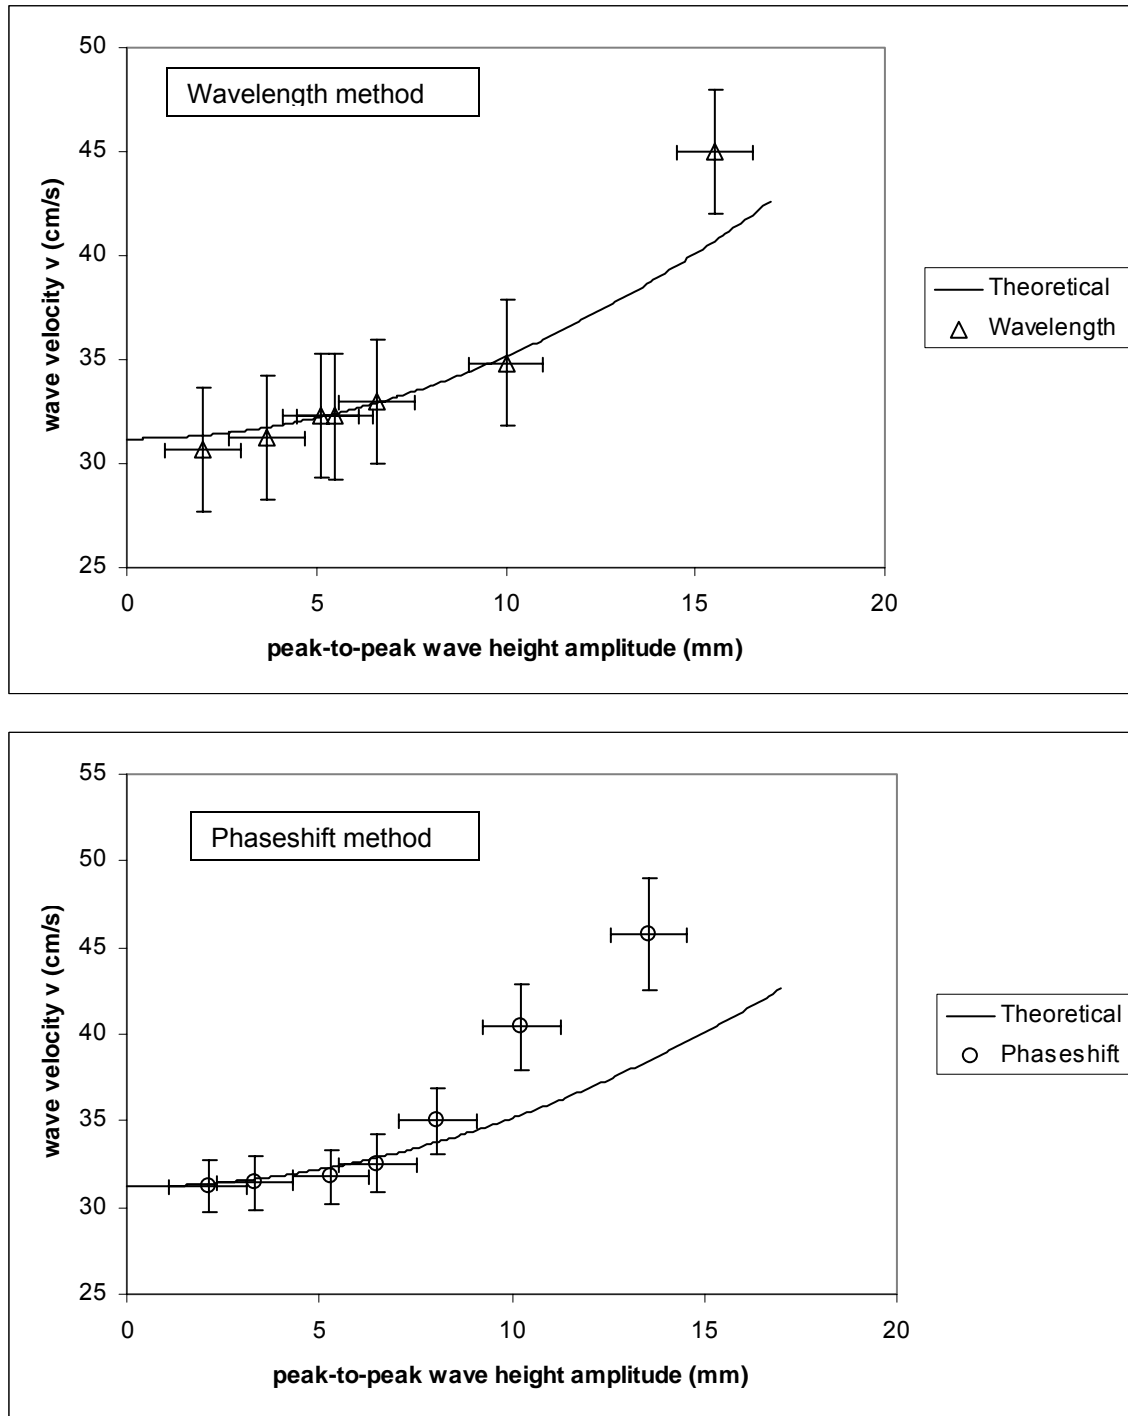 50
Wavelength method
45
40
35
30
25
wave velocity v (cm/s)
0 5 10 15 20
peak-to-peak wave height amplitude (mm)
Theoretical
Wavelength
55
50
Phaseshift method
45
40
35
30
25
wave velocity v (cm/s)
0 5 10 15 20
peak-to-peak wave height amplitude (mm)
Theoretical
Phaseshift